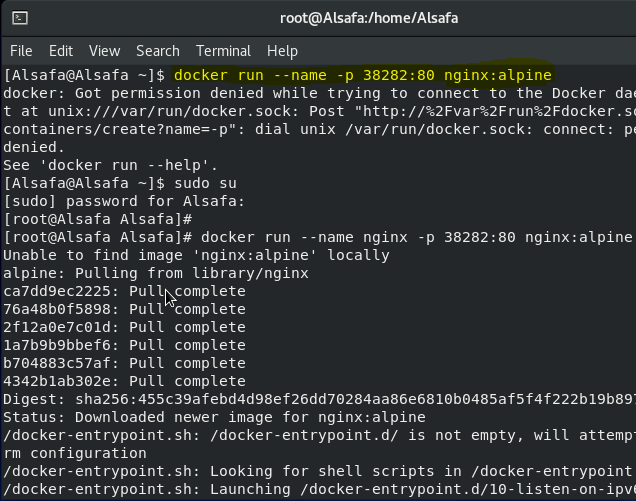 root@Alsafa:/home/Alsafa
File Edit View Search Terminal Help
[Alsafa@Alsafa ~]$ docker run --name -p 38282:80 nginx:alpine
docker: Got permission denied while trying to connect to the Docker dae
t at unix:///var/run/docker.sock: Post "http://%2Fvar%2Frun%2Fdocker.so
containers/create?name=-p": dial unix /var/run/docker.sock: connect: pe
denied.
See 'docker run --help'.
[Alsafa@Alsafa ~]$ sudo su
[sudo] password for Alsafa:
[root@Alsafa Alsafa]#
[root@Alsafa Alsafa]# docker run --name nginx -p 38282:80 nginx:alpine
Unable to find image 'nginx:alpine' locally
alpine: Pulling from library/nginx
ca7dd9ec2225: Pull complete
76a48b0f5898: Pull complete
2f12a0e7c01d: Pull complete
1a7b9b9bbef6: Pull complete
b704883c57af: Pull complete
4342b1ab302e: Pull complete
Digest: sha256:455c39afebd4d98ef26dd70284aa86e6810b0485af5f4f222b19b897
Status: Downloaded newer image for nginx:alpine
/docker-entrypoint.sh: /docker-entrypoint.d/ is not empty, will attempt
rm configuration
/docker-entrypoint.sh: Looking for shell scripts in /docker-entrypoint
/docker-entrypoint.sh: Launching /docker-entrypoint.d/10-listen-on-ipv6